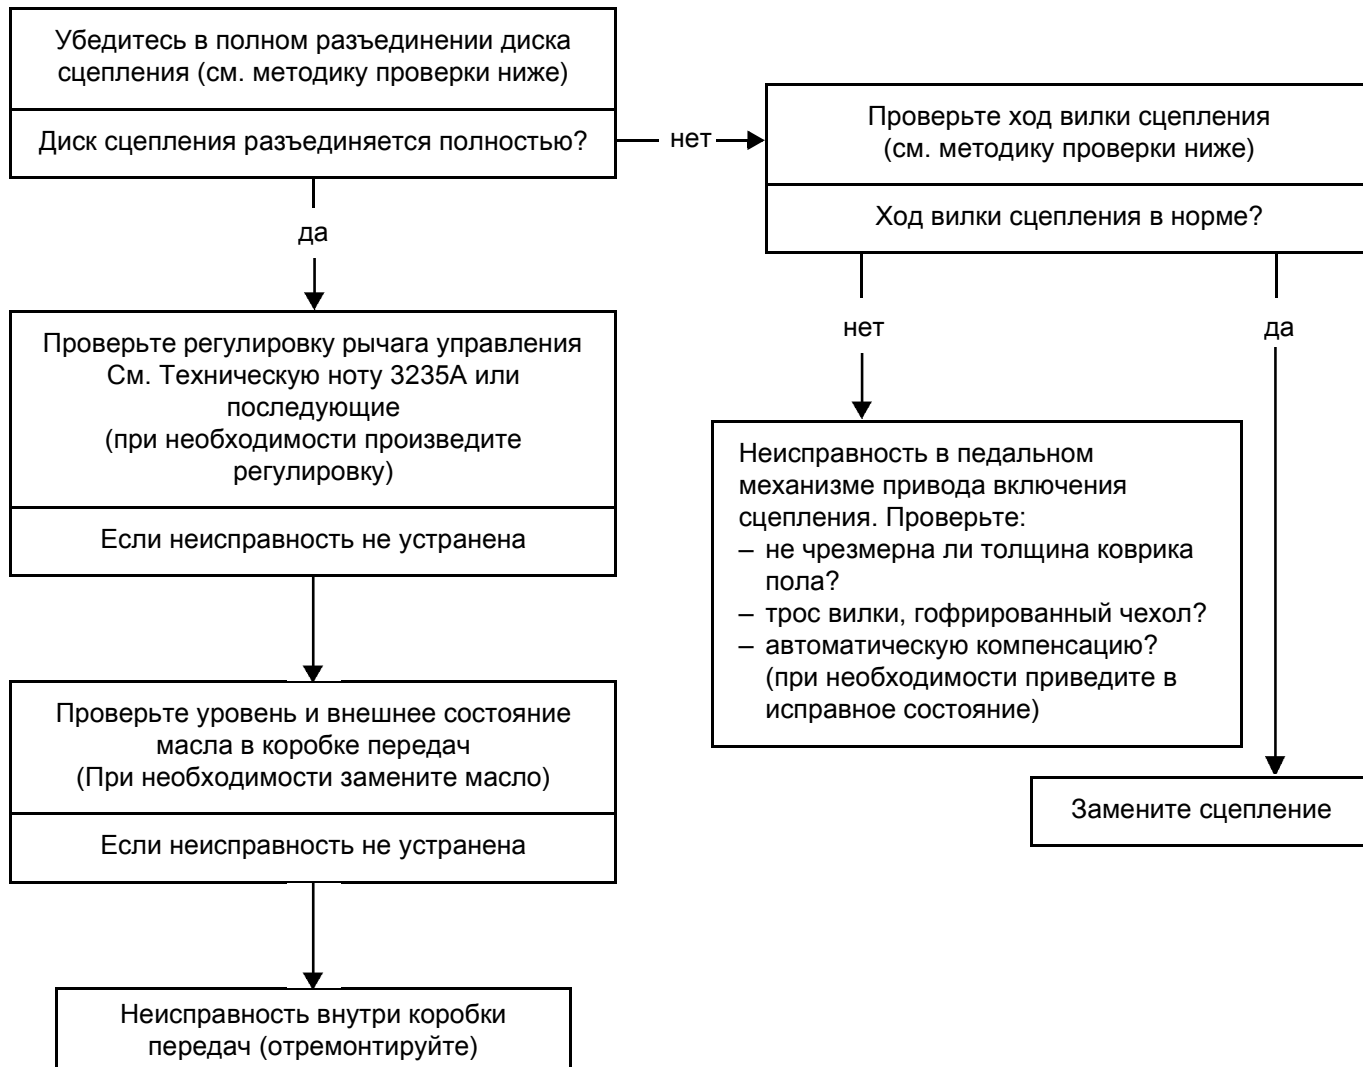 Убедитесь в полном разъединении диска
сцепления (см. методику проверки ниже)
Диск сцепления разъединяется полностью?
нет
Проверьте ход вилки сцепления
(см. методику проверки ниже)
Ход вилки сцепления в норме?
да
нет
да
Проверьте регулировку рычага управления
См. Техническую ноту 3235А или
последующие
(при необходимости произведите
регулировку)
Если неисправность не устранена
Неисправность в педальном
механизме привода включения
сцепления. Проверьте:
– не чрезмерна ли толщина коврика
пола?
– трос вилки, гофрированный чехол?
– автоматическую компенсацию?
(при необходимости приведите в
исправное состояние)
Проверьте уровень и внешнее состояние
масла в коробке передач
(При необходимости замените масло)
Если неисправность не устранена
Замените сцепление
Неисправность внутри коробки
передач (отремонтируйте)